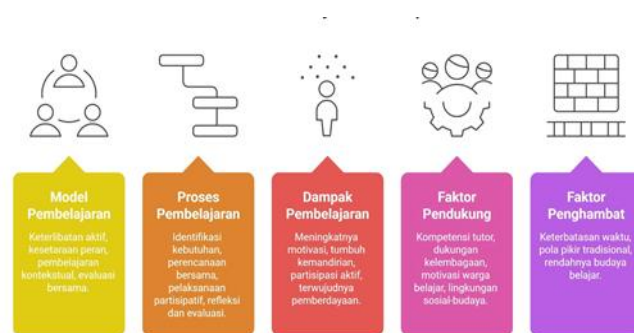 Model
Pembelajaran
Keterlibatan aktif,
kesetaraan peran,
pembelajaran
kontekstual, evaluasi
bersama.
Proses
Pembelajaran
Identifikasi
kebutuhan,
perencanaan
bersama,
pelaksanaan
partisipatif, refleksi
dan evaluasi.
Dampak
Pembelajaran
Meningkatnya
motivasi, tumbuh
kemandirian,
partisipasi aktif,
terwujudnya
pemberdayaan.
Faktor
Pendukung
Kompetensi tutor,
dukungan
kelembagaan,
motivasi warga
belajar, lingkungan
sosial-budaya.
Faktor
Penghambat
Keterbatasan waktu,
pola pikir tradisional,
rendahnya budaya
belajar.